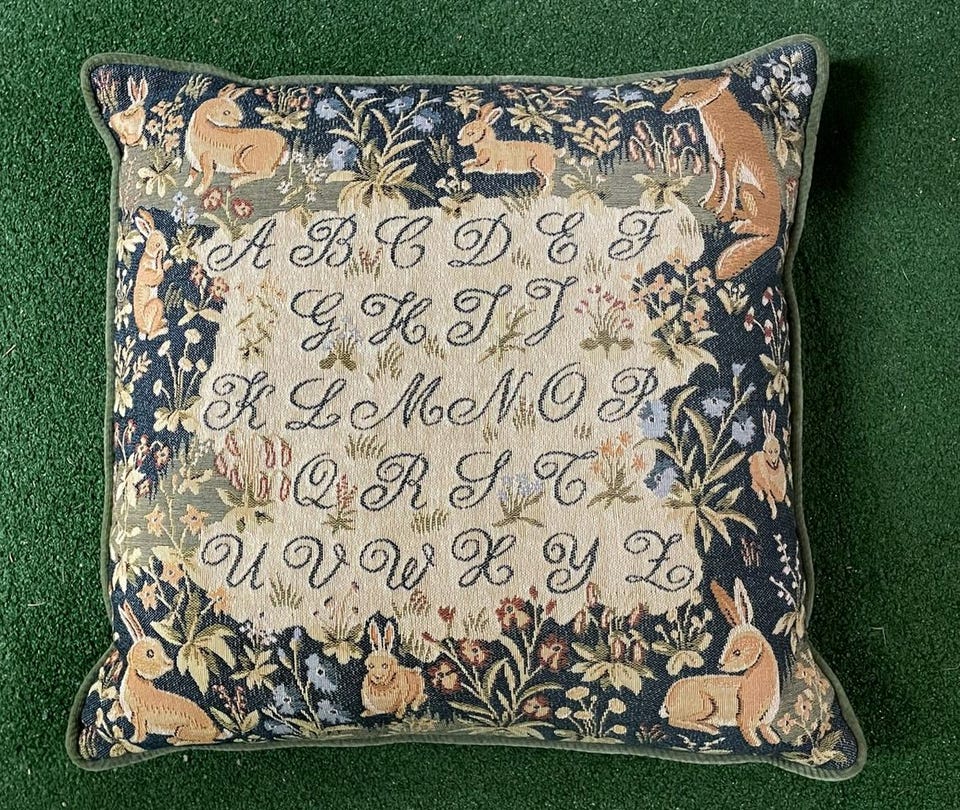 A B C D E F
G H I J
K L M N O P
Q R S T
U V W X Y Z